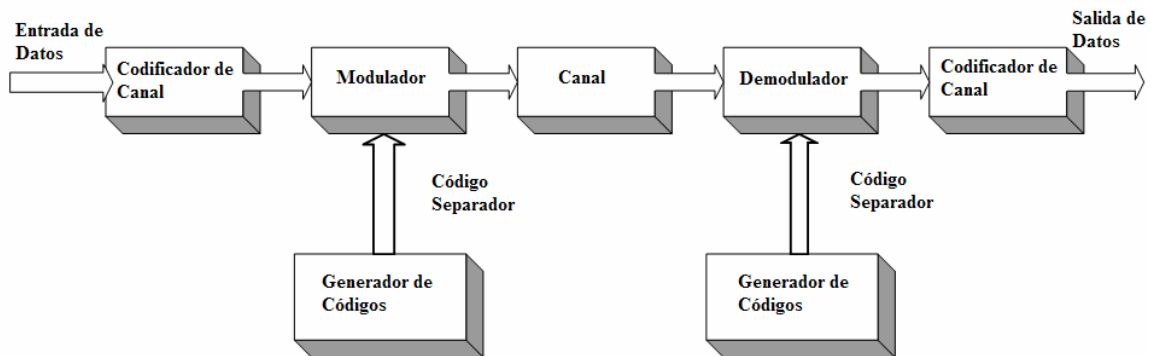 Entrada de
Datos
Codificador de
Canal
Modulador
Canal
Demodulador
Codificador de
Canal
Salida de
Datos
Código
Separador
Código
Separador
Generador de
Códigos
Generador de
Códigos